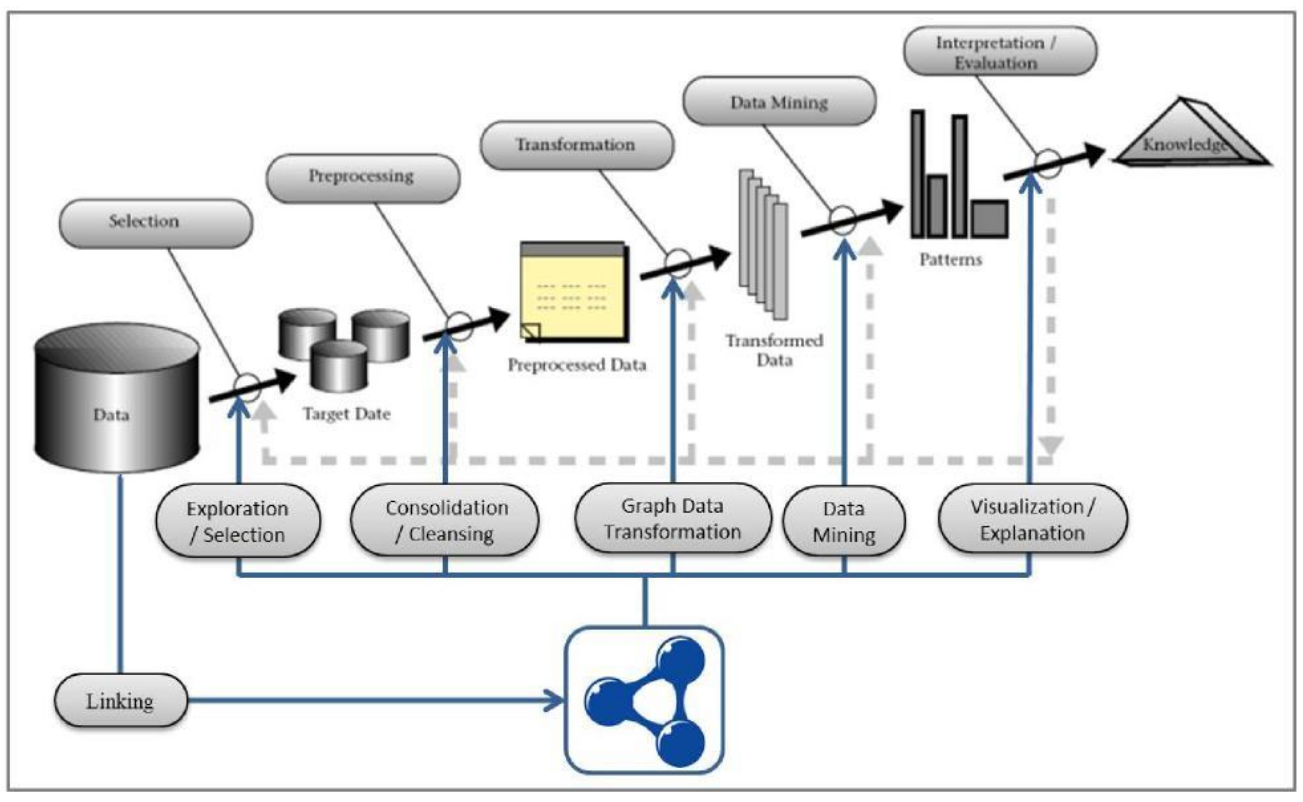 Interpretation /
Evaluation
Data Mining
Knowledge
Transformation
Preprocessing
Selection
Patterns
Transformed
Data
Preprocessed Data
Target Date
Data
Exploration
/ Selection
Consolidation
/ Cleansing
Graph Data
Transformation
Data
Mining
Visualization /
Explanation
Linking